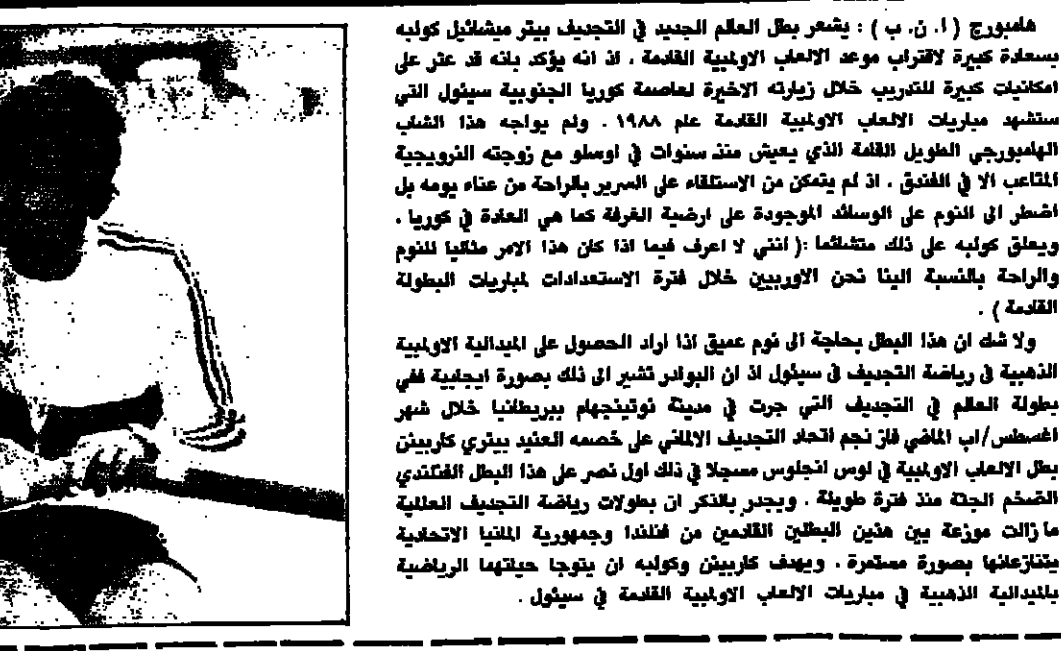 هامبورج ( ا. ن. ب ) : يشعر بطل العالم الجديد في التجديف بيتر ميشائيل كولبه
بسعادة كبيرة لاقتراب موعد الالعاب الاولمبية القادمة ، اذ انه يؤكد بانه قد عثر على
امكانيات كبيرة للتدريب خلال زيارته الاخيرة لعاصمة كوريا الجنوبية سيئول التي
ستشهد مباريات الالعاب الاولمبية القادمة عام ١٩٨٨ . ولم يواجه هذا الشاب
الهامبورجي الطويل القامة الذي يعيش منذ سنوات في اوسلو مع زوجته النرويجية
المتاعب الا في الفندق ، اذ لم يتمكن من الاستلقاء على السرير بالراحة من عناء يومه بل
اضطر الى النوم على الوسائد الموجودة على ارضية الغرفة كما هي العادة في كوريا .
ويعلق كولبه على ذلك متشائما :( انني لا اعرف فيما اذا كان هذا الامر مثاليا للنوم
والراحة بالنسبة الينا نحن الاوربيين خلال فترة الاستعدادات لمباريات البطولة
القادمة ) .
ولا شك ان هذا البطل بحاجة الى نوم عميق اذا اراد الحصول على الميدالية الاولمبية
الذهبية في رياضة التجديف في سيئول اذ ان البوادر تشير الى ذلك بصورة ايجابية ففي
بطولة العالم في التجديف التي جرت في مدينة نوتينجهام ببريطانيا خلال شهر
اغسطس/اب الماضي فاز نجم اتحاد التجديف الالماني على خصمه العنيد بيتري كاربينن
بطل الالعاب الاولمبية في لوس انجلوس مسجلا في ذلك اول نصر على هذا البطل الفنلندي
الضخم الجثة منذ فترة طويلة . ويجدر بالذكر ان بطولات رياضة التجديف العالمية
ما زالت موزعة بين هذين البطلين القادمين من فنلندا وجمهورية المانيا الاتحادية
يتنازعانها بصورة مستمرة . ويهدف كاربينن وكولبه ان يتوجا حياتهما الرياضية
بالميدالية الذهبية في مباريات الالعاب الاولمبية القادمة في سيئول .